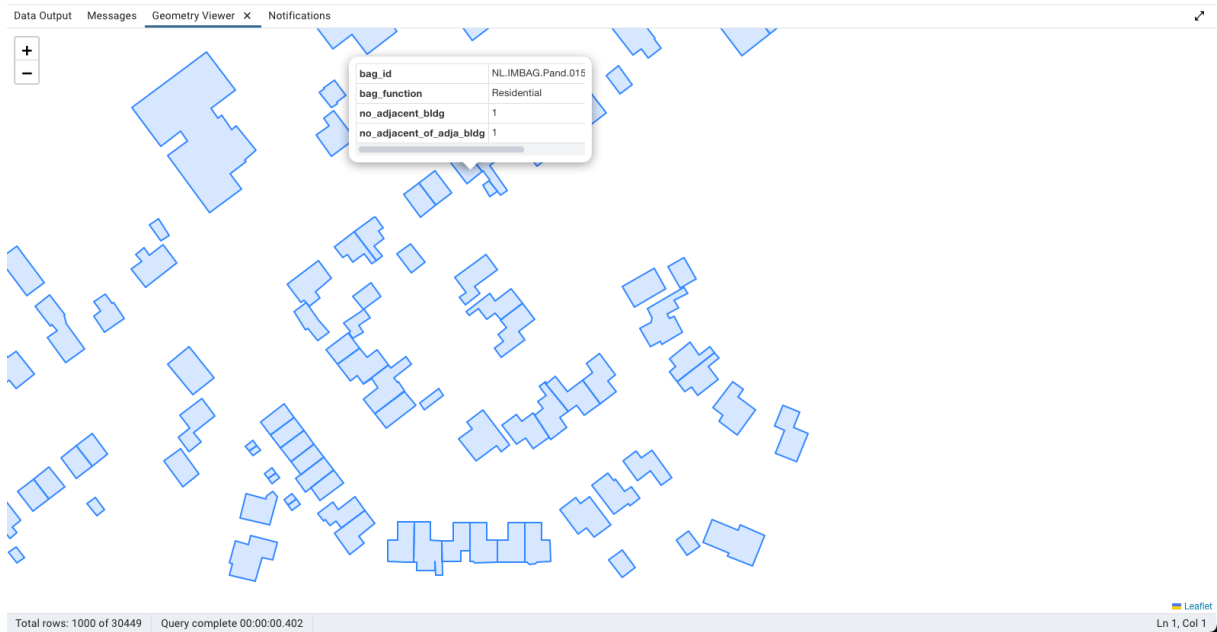 Data Output Messages Geometry Viewer × Notifications
+
−
bag_id NL.IMBAG.Pand.015
bag_function Residential
no_adjacent_bldg 1
no_adjacent_of_adja_bldg 1
Leaflet
Total rows: 1000 of 30449 Query complete 00:00:00.402 Ln 1, Col 1